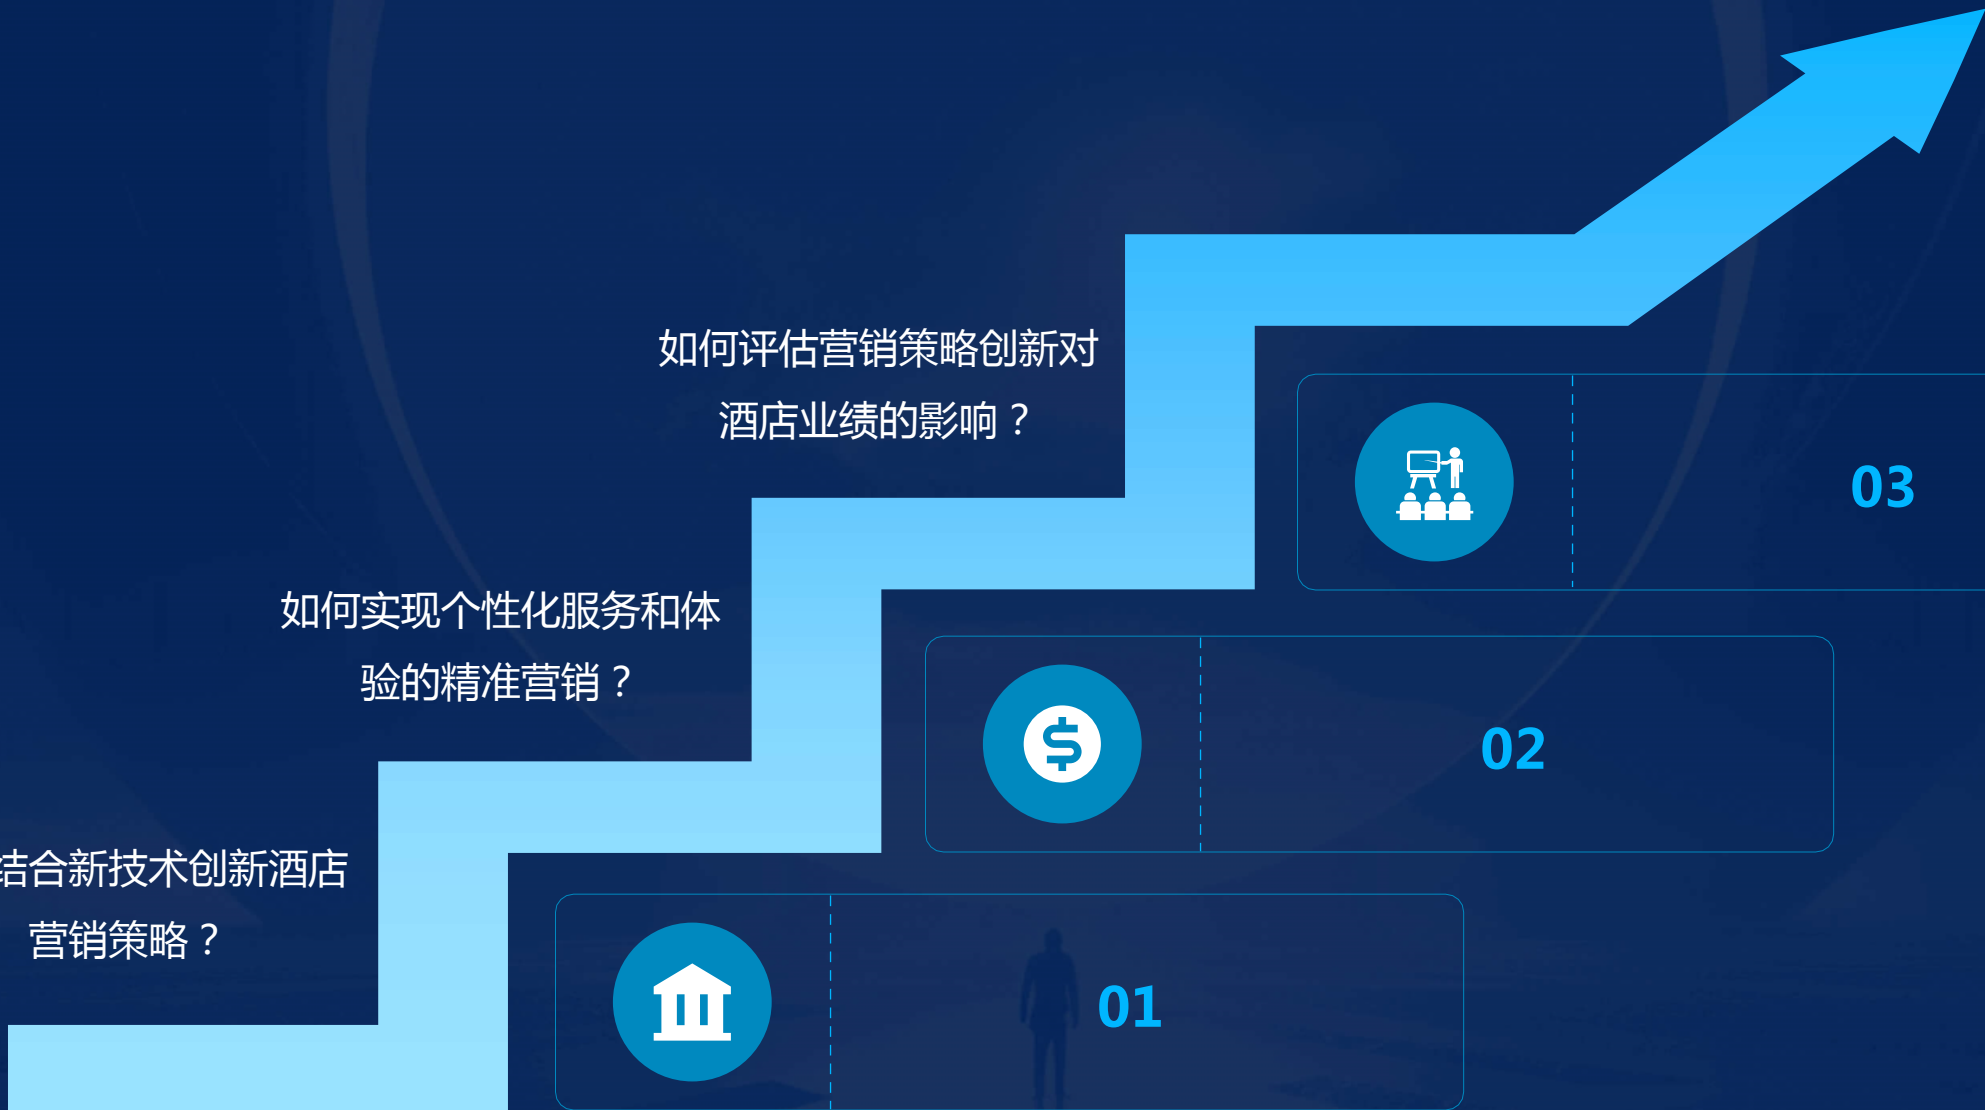 如何评估营销策略创新对
酒店业绩的影响？
03
如何实现个性化服务和体
验的精准营销？
02
结合新技术创新酒店
营销策略？
01